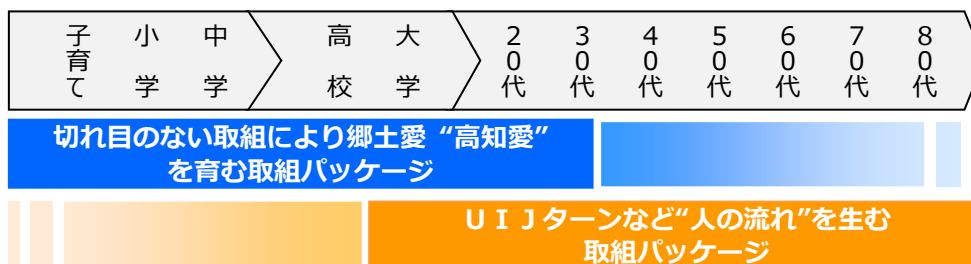 子育て
小学
中学
高校
大学
20代
30代
40代
50代
60代
70代
80代
切れ目のない取組により郷土愛 “高知愛”
を育む取組パッケージ
ＵＩＪターンなど“人の流れ”を生む
取組パッケージ